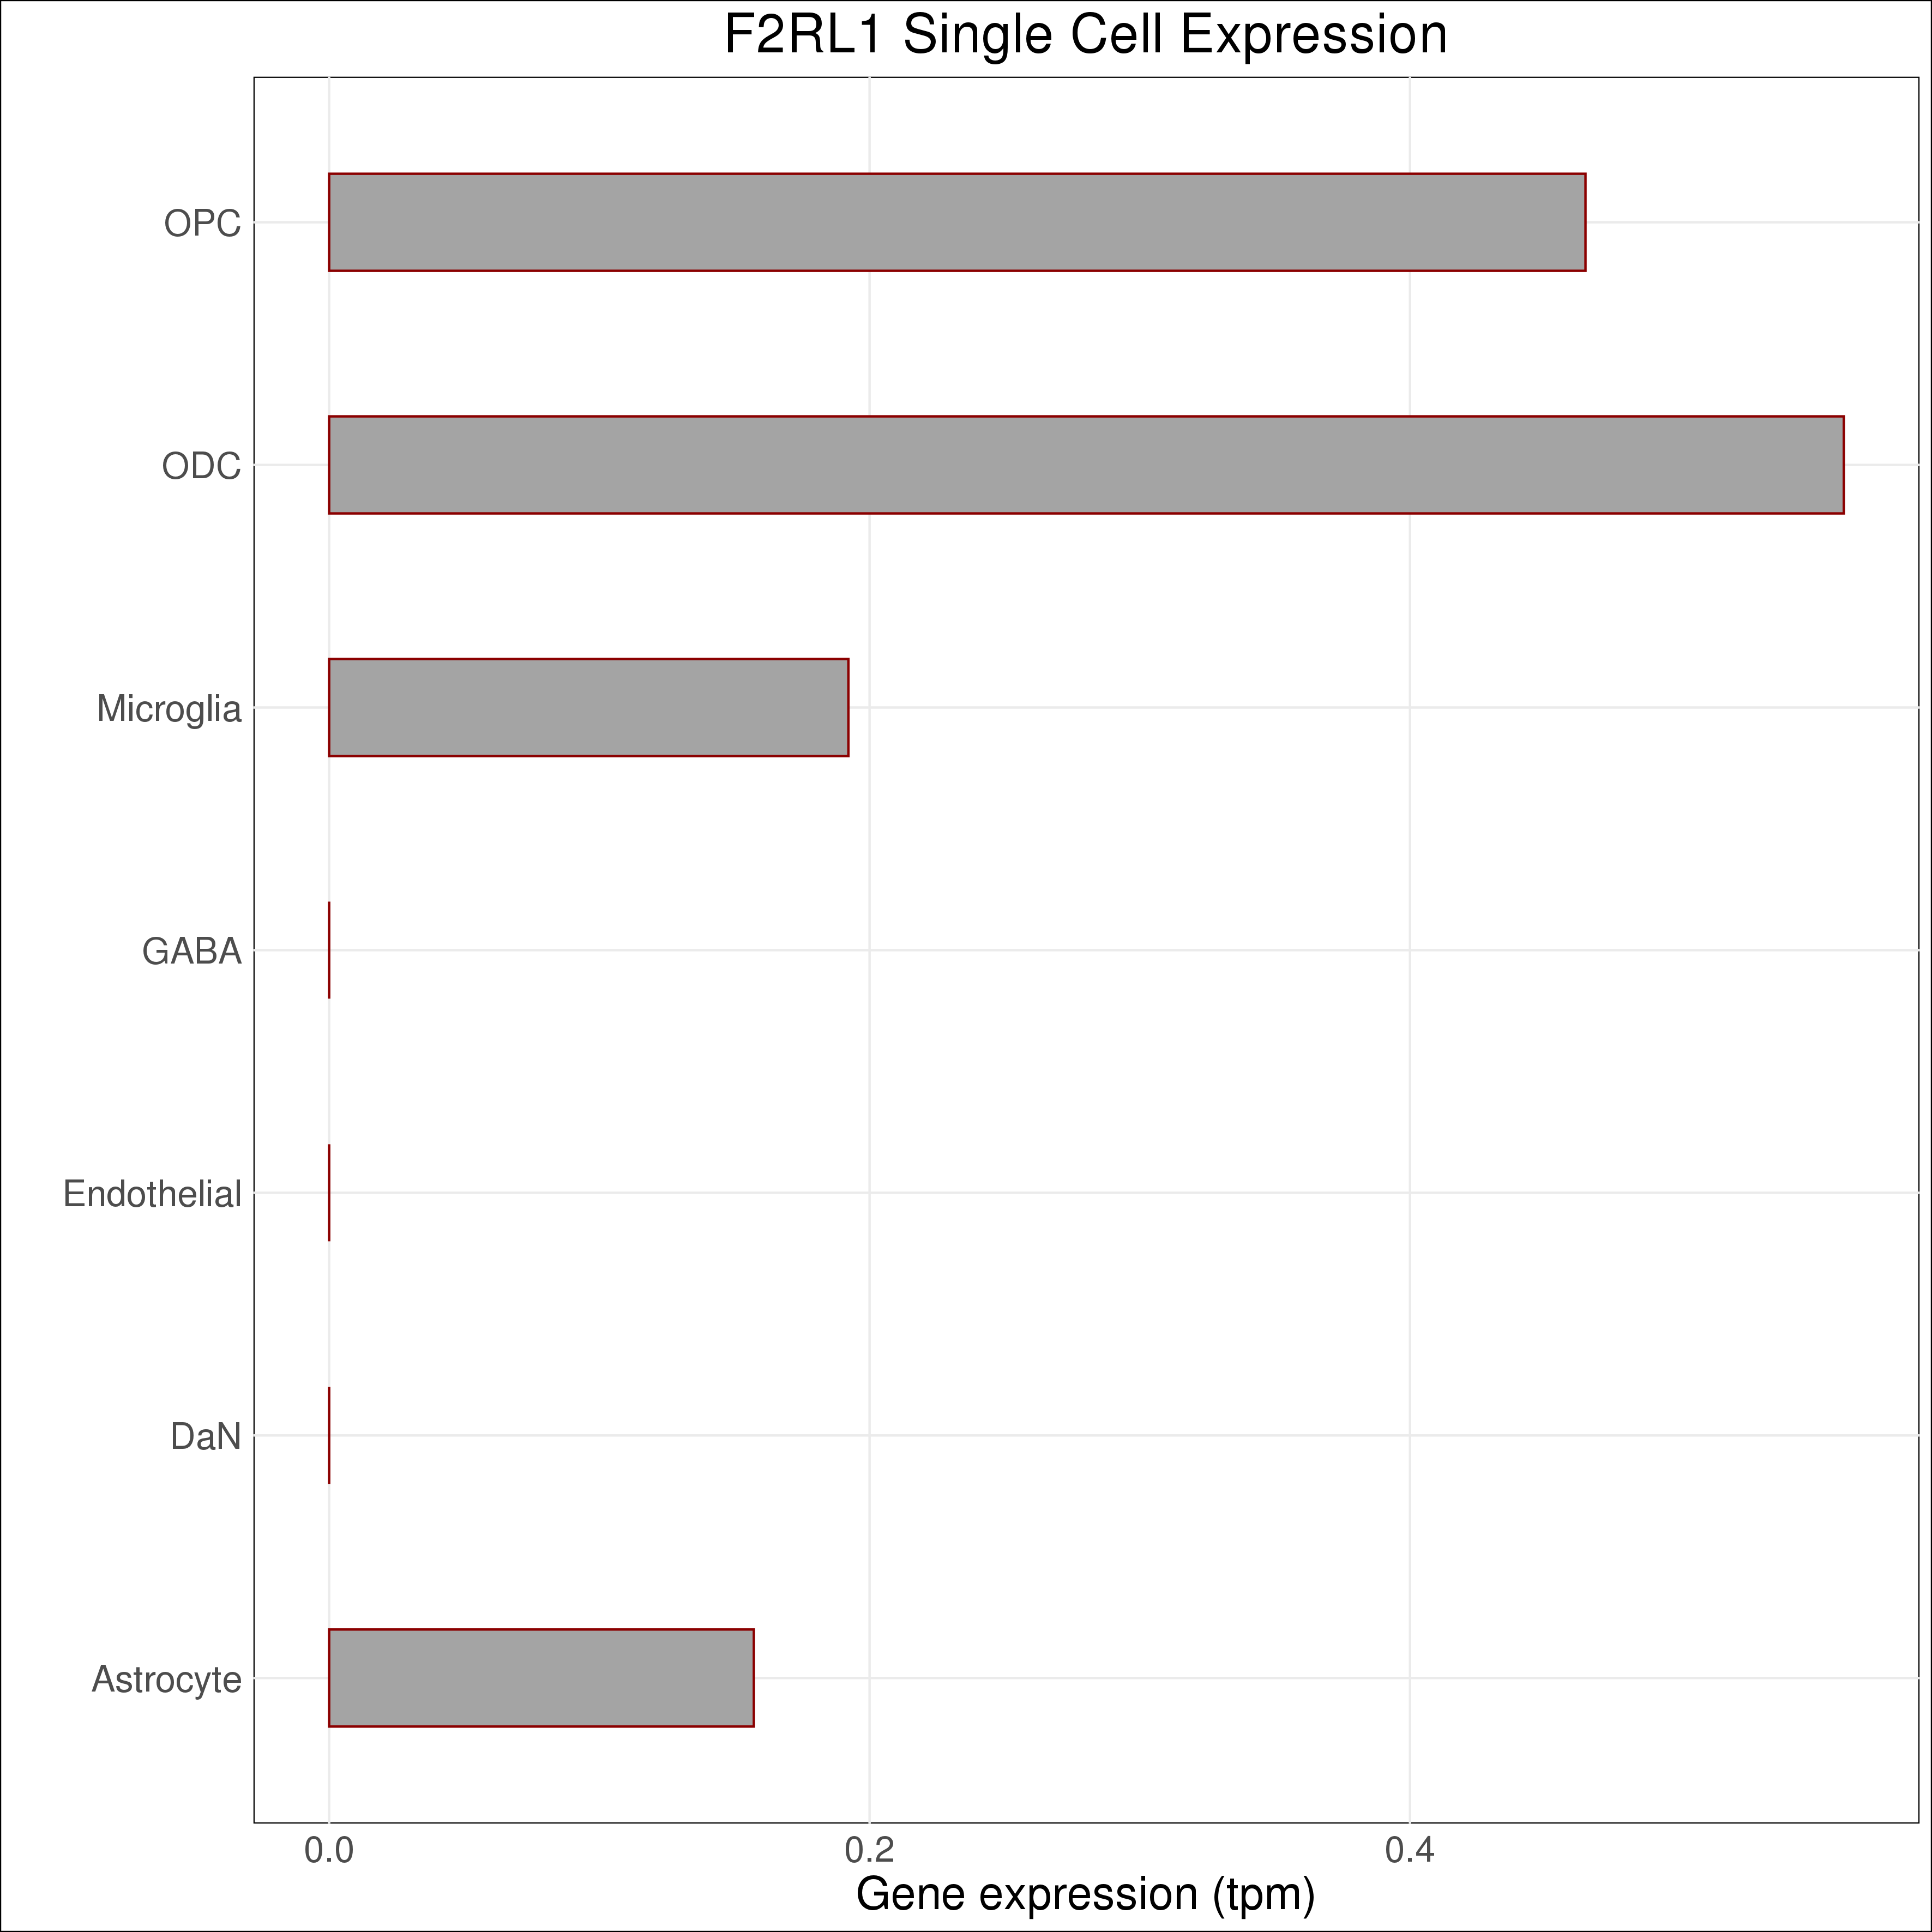 F2RL1 Single Cell Expression
OPC
ODC
Microglia
GABA
Endothelial
DaN
Astrocyte
0.0 0.2 0.4
Gene expression (tpm)